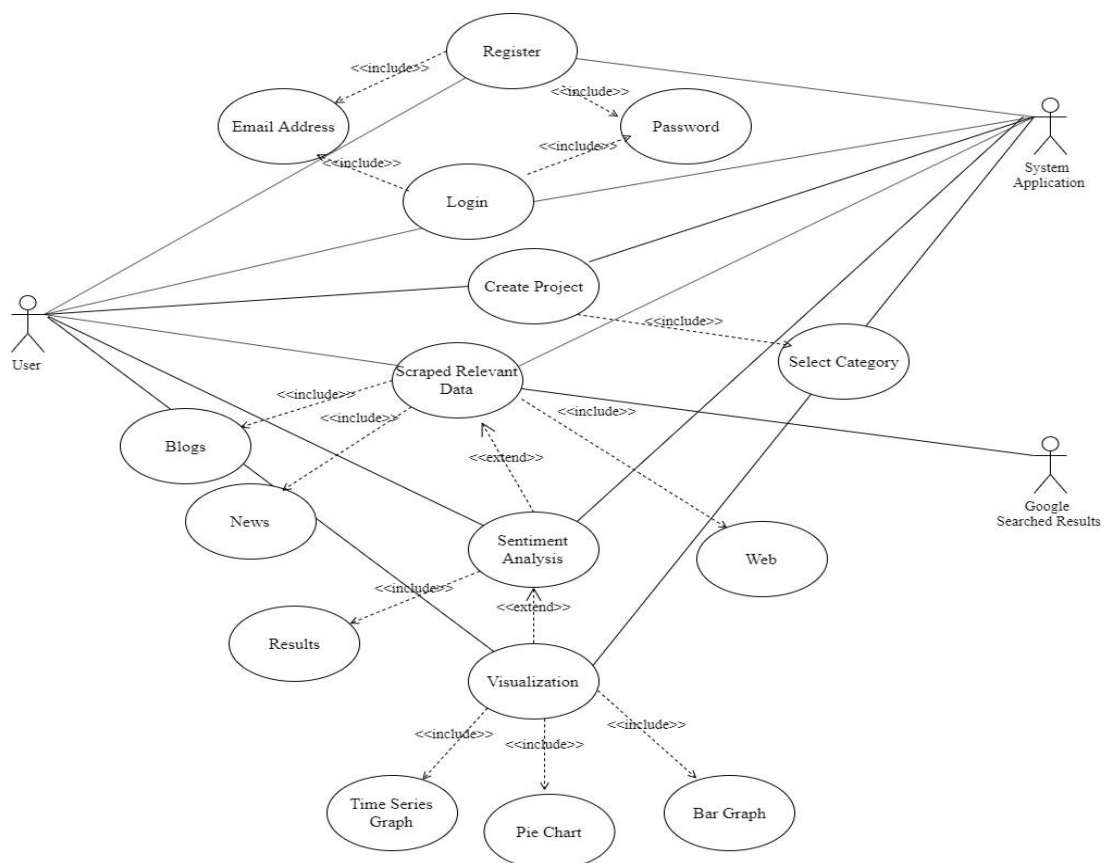 Register
<<include>>
<<include>>
Email Address
Password
<<include>>
<<include>>
System
Application
Login
Create Project
<<include>>
User
Select Category
Scraped Relevant
Data
<<include>>
<<include>>
<<include>>
Blogs
<<extend>>
News
Google
Searched Results
Sentiment
Analysis
Web
<<include>>
<<extend>>
Results
Visualization
<<include>>
<<include>>
<<include>>
Time Series
Graph
Pie Chart
Bar Graph